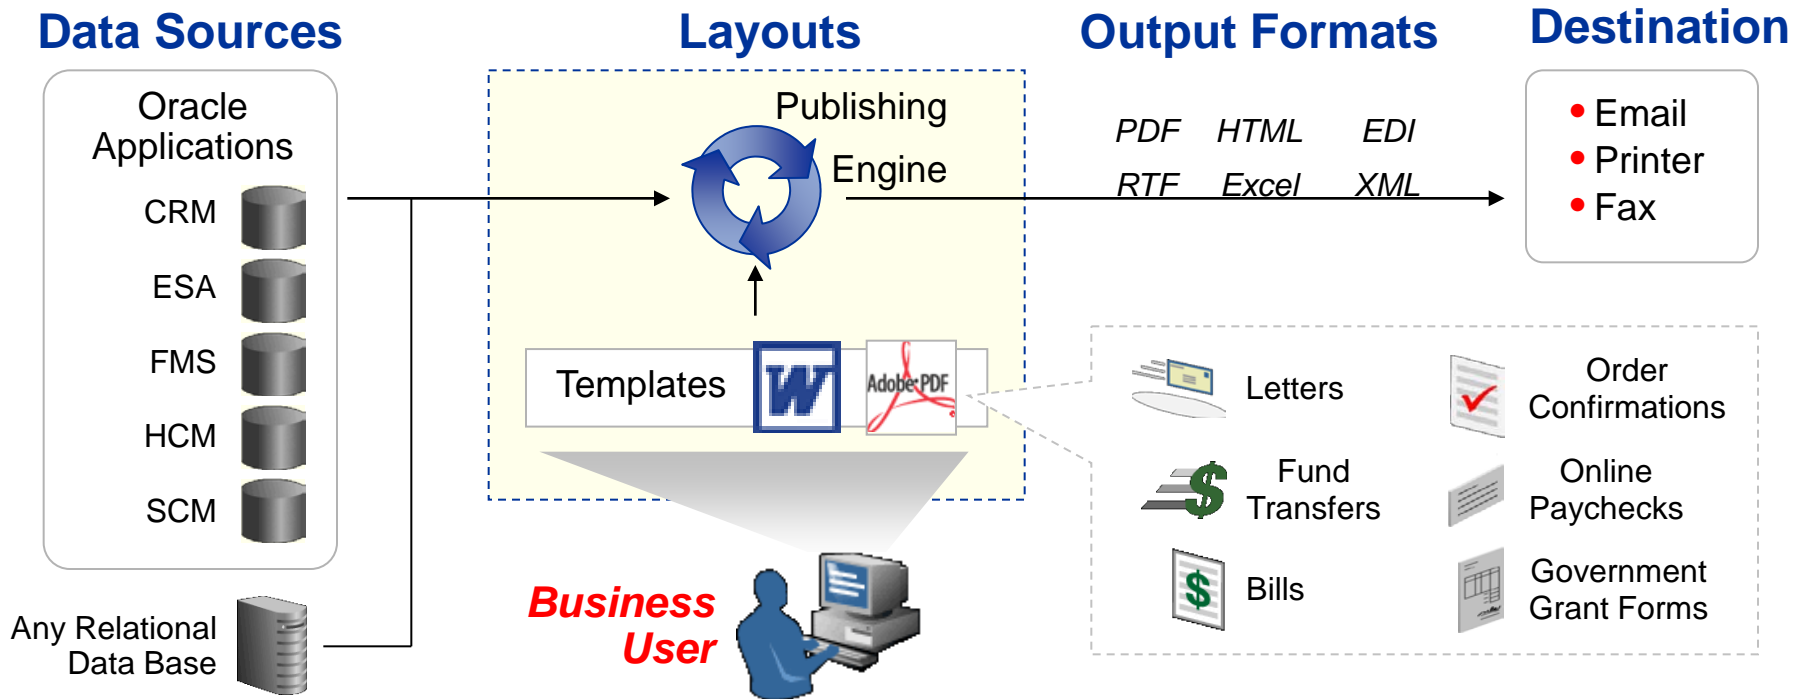 Data Sources
Layouts
Output Formats
Destination
Oracle
Applications
CRM
ESA
FMS
HCM
SCM
Any Relational
Data Base
Publishing
Engine
Templates
W
Adobe PDF
Business
User
PDF HTML EDI
RTF Excel XML
• Email
• Printer
• Fax
Letters
Order
Confirmations
Fund
Transfers
Online
Paychecks
$
Bills
Government
Grant Forms